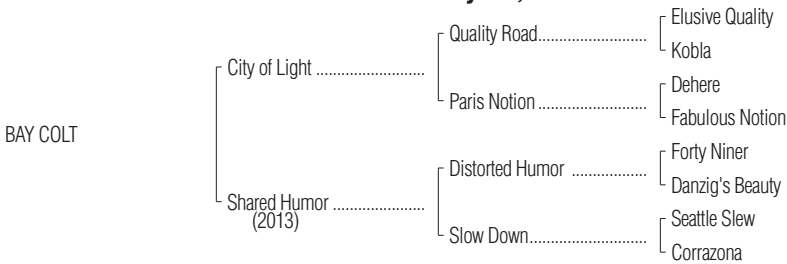 Elusive Quality
Quality Road..........................
Kobla
City of Light ..........................
Dehere
Paris Notion ..........................
Fabulous Notion
BAY COLT
Forty Niner
Distorted Humor ..................
Danzig's Beauty
Shared Humor ......................
(2013)
Seattle Slew
Slow Down............................
Corrazona